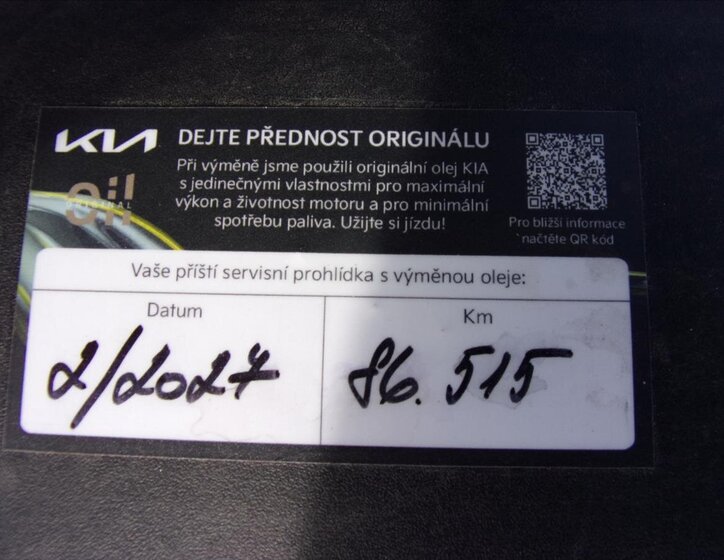 KIA
DEJTE PŘEDNOST ORIGINÁLU
Při výměně jsme použili originální olej KIA
s jedinečnými vlastnostmi pro maximální
výkon a životnost motoru a pro minimální
spotřebu paliva. Užijte si jízdu!
Oil
ORIGINAL
Pro bližší informace
načtěte QR kód
Vaše příští servisní prohlídka s výměnou oleje:
Datum
2/2027
Km
86.515